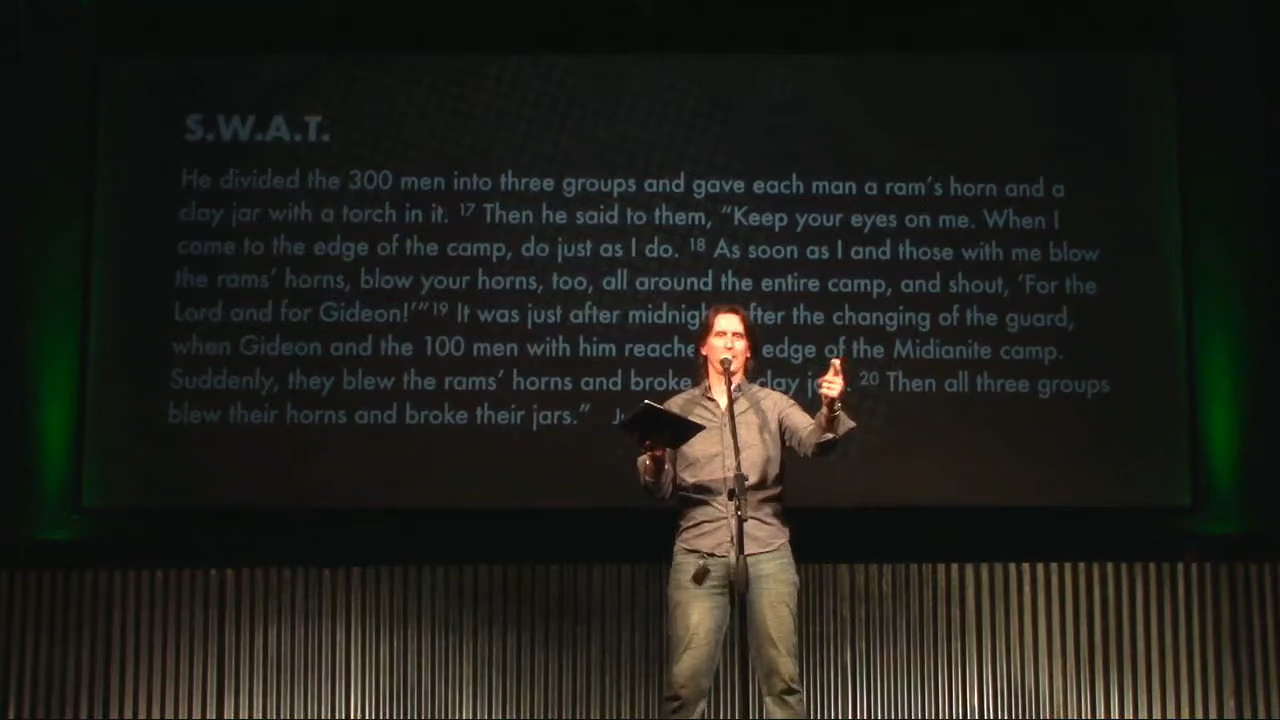 S.W.A.T.
He divided the 300 men into three groups and gave each man a ram's horn and a
clay jar with a torch in it. 17 Then he said to them, “Keep your eyes on me. When I
come to the edge of the camp, do just as I do. 18 As soon as I and those with me blow
the rams’ horns, blow your horns, too, all around the entire camp, and shout, ‘For the
Lord and for Gideon!’”19 It was just after midnigh fter the changing of the guard,
when Gideon and the 100 men with him reache edge of the Midianite camp.
Suddenly, they blew the rams’ horns and broke clay j 20 Then all three groups
blew their horns and broke their jars.”